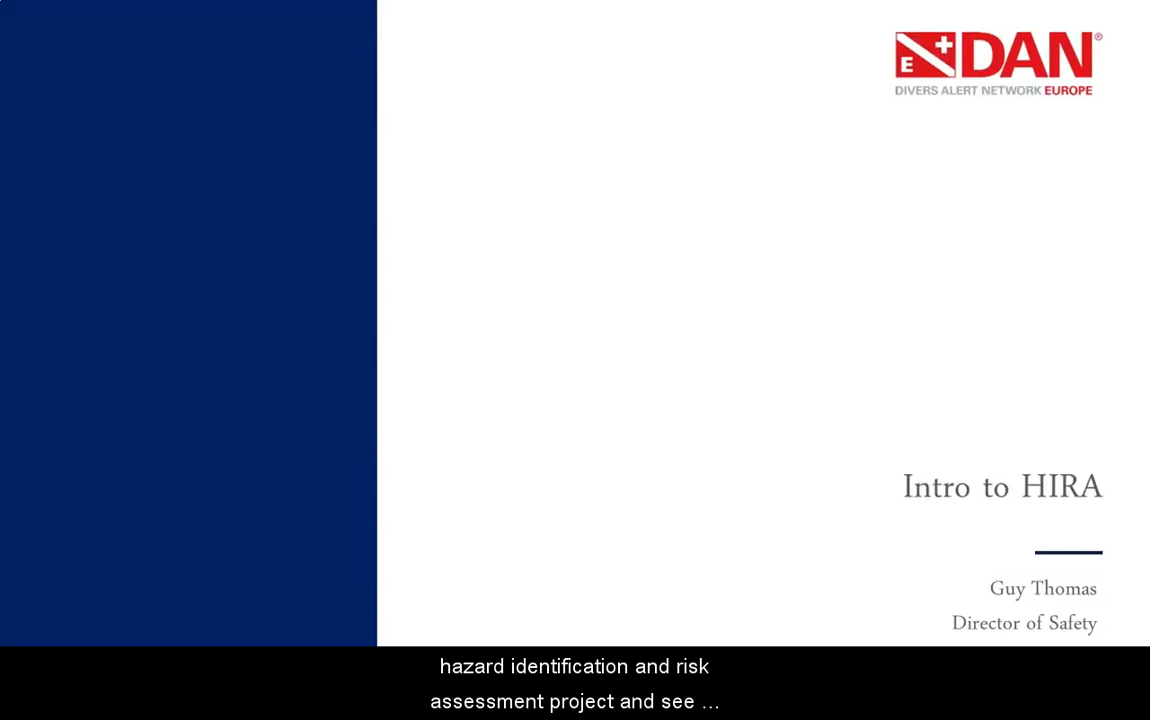 E DAN®
DIVERS ALERT NETWORK EUROPE
Intro to HIRA
Guy Thomas
Director of Safety
hazard identification and risk
assessment project and see ...